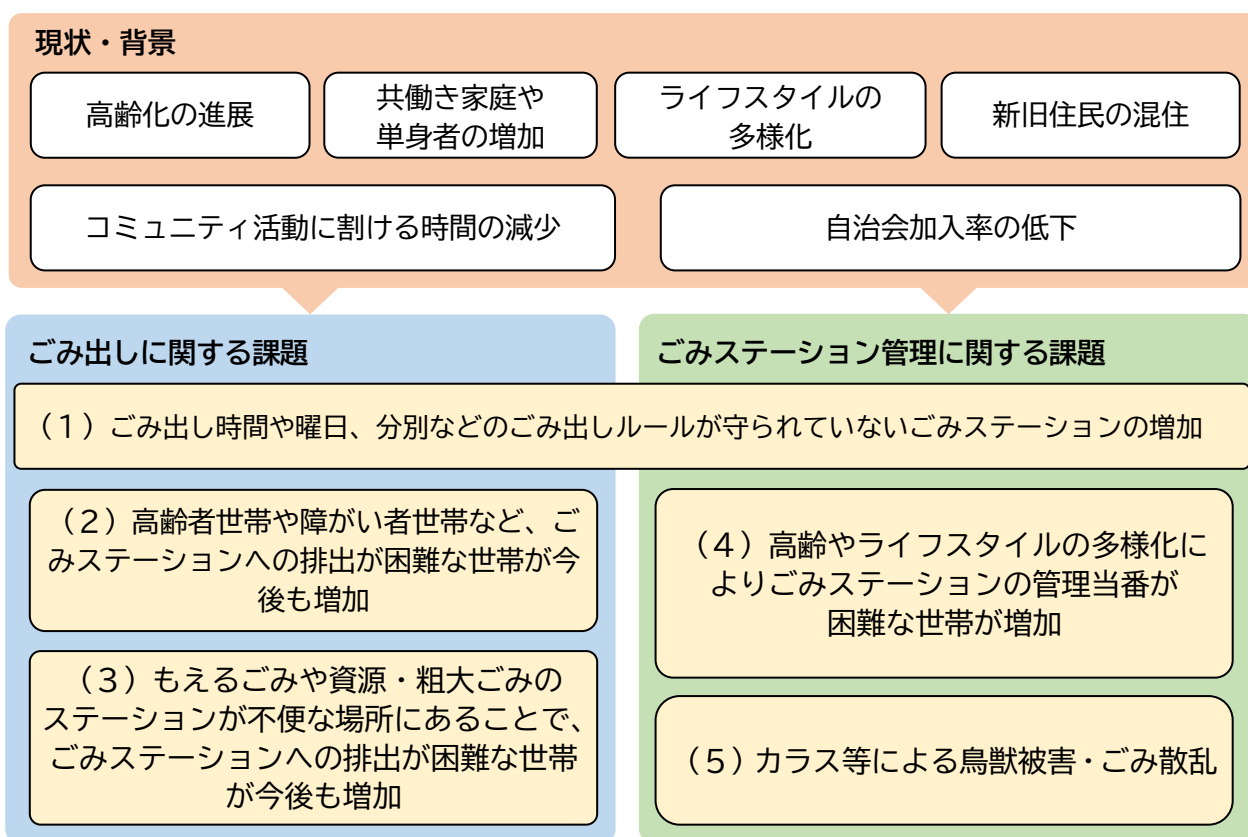 現状・背景
高齢化の進展
共働き家庭や
単身者の増加
ライフスタイルの
多様化
新旧住民の混住
コミュニティ活動に割ける時間の減少
自治会加入率の低下
ごみ出しに関する課題
ごみステーション管理に関する課題
（１）ごみ出し時間や曜日、分別などのごみ出しルールが守られていないごみステーションの増加
（２）高齢者世帯や障がい者世帯など、ご
みステーションへの排出が困難な世帯が今
後も増加
（３）もえるごみや資源・粗大ごみの
ステーションが不便な場所にあることで、
ごみステーションへの排出が困難な世帯
が今後も増加
（４）高齢やライフスタイルの多様化に
よりごみステーションの管理当番が
困難な世帯が増加
（５）カラス等による鳥獣被害・ごみ散乱